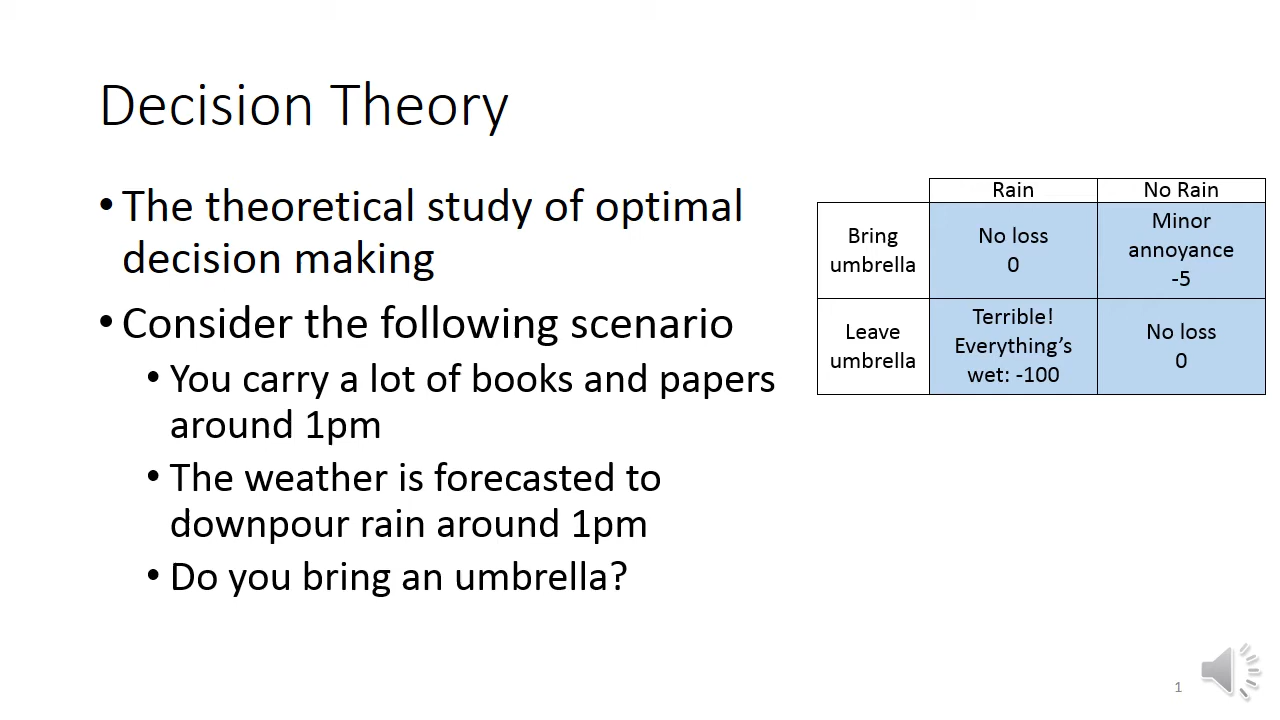 Decision Theory
• The theoretical study of optimal
decision making
• Consider the following scenario
• You carry a lot of books and papers
around 1pm
• The weather is forecasted to
downpour rain around 1pm
• Do you bring an umbrella?
Rain No Rain
Bring
umbrella
No loss
0
Minor
annoyance
-5
Leave
umbrella
Terrible!
Everything’s
wet: -100
No loss
0
1